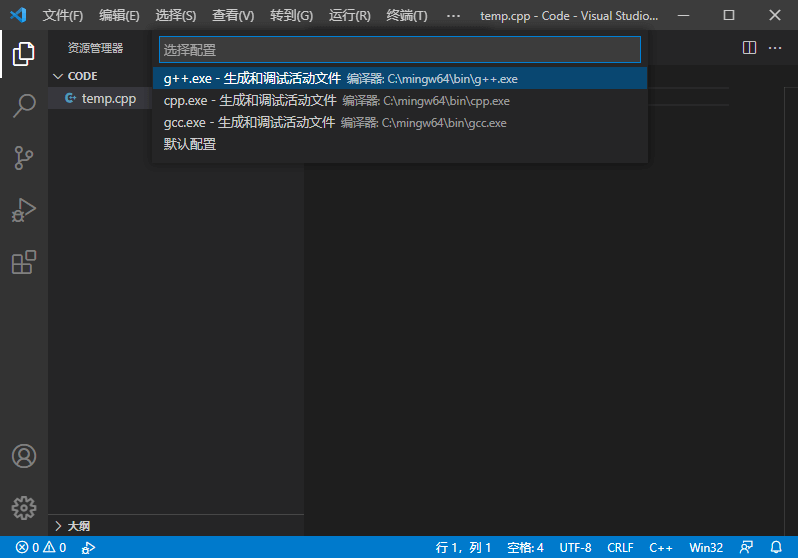 文件(F) 编辑(E) 选择(S) 查看(V) 转到(G) 运行(R) 终端(T) ··· temp.cpp - Code - Visual Studio...
资源管理器
选择配置
CODE
g++.exe - 生成和调试活动文件 编译器: C:\mingw64\bin\g++.exe
temp.cpp
cpp.exe - 生成和调试活动文件 编译器: C:\mingw64\bin\cpp.exe
gcc.exe - 生成和调试活动文件 编译器: C:\mingw64\bin\gcc.exe
默认配置
大纲
0 0 行 1，列 1 空格: 4 UTF-8 CRLF C++ Win32